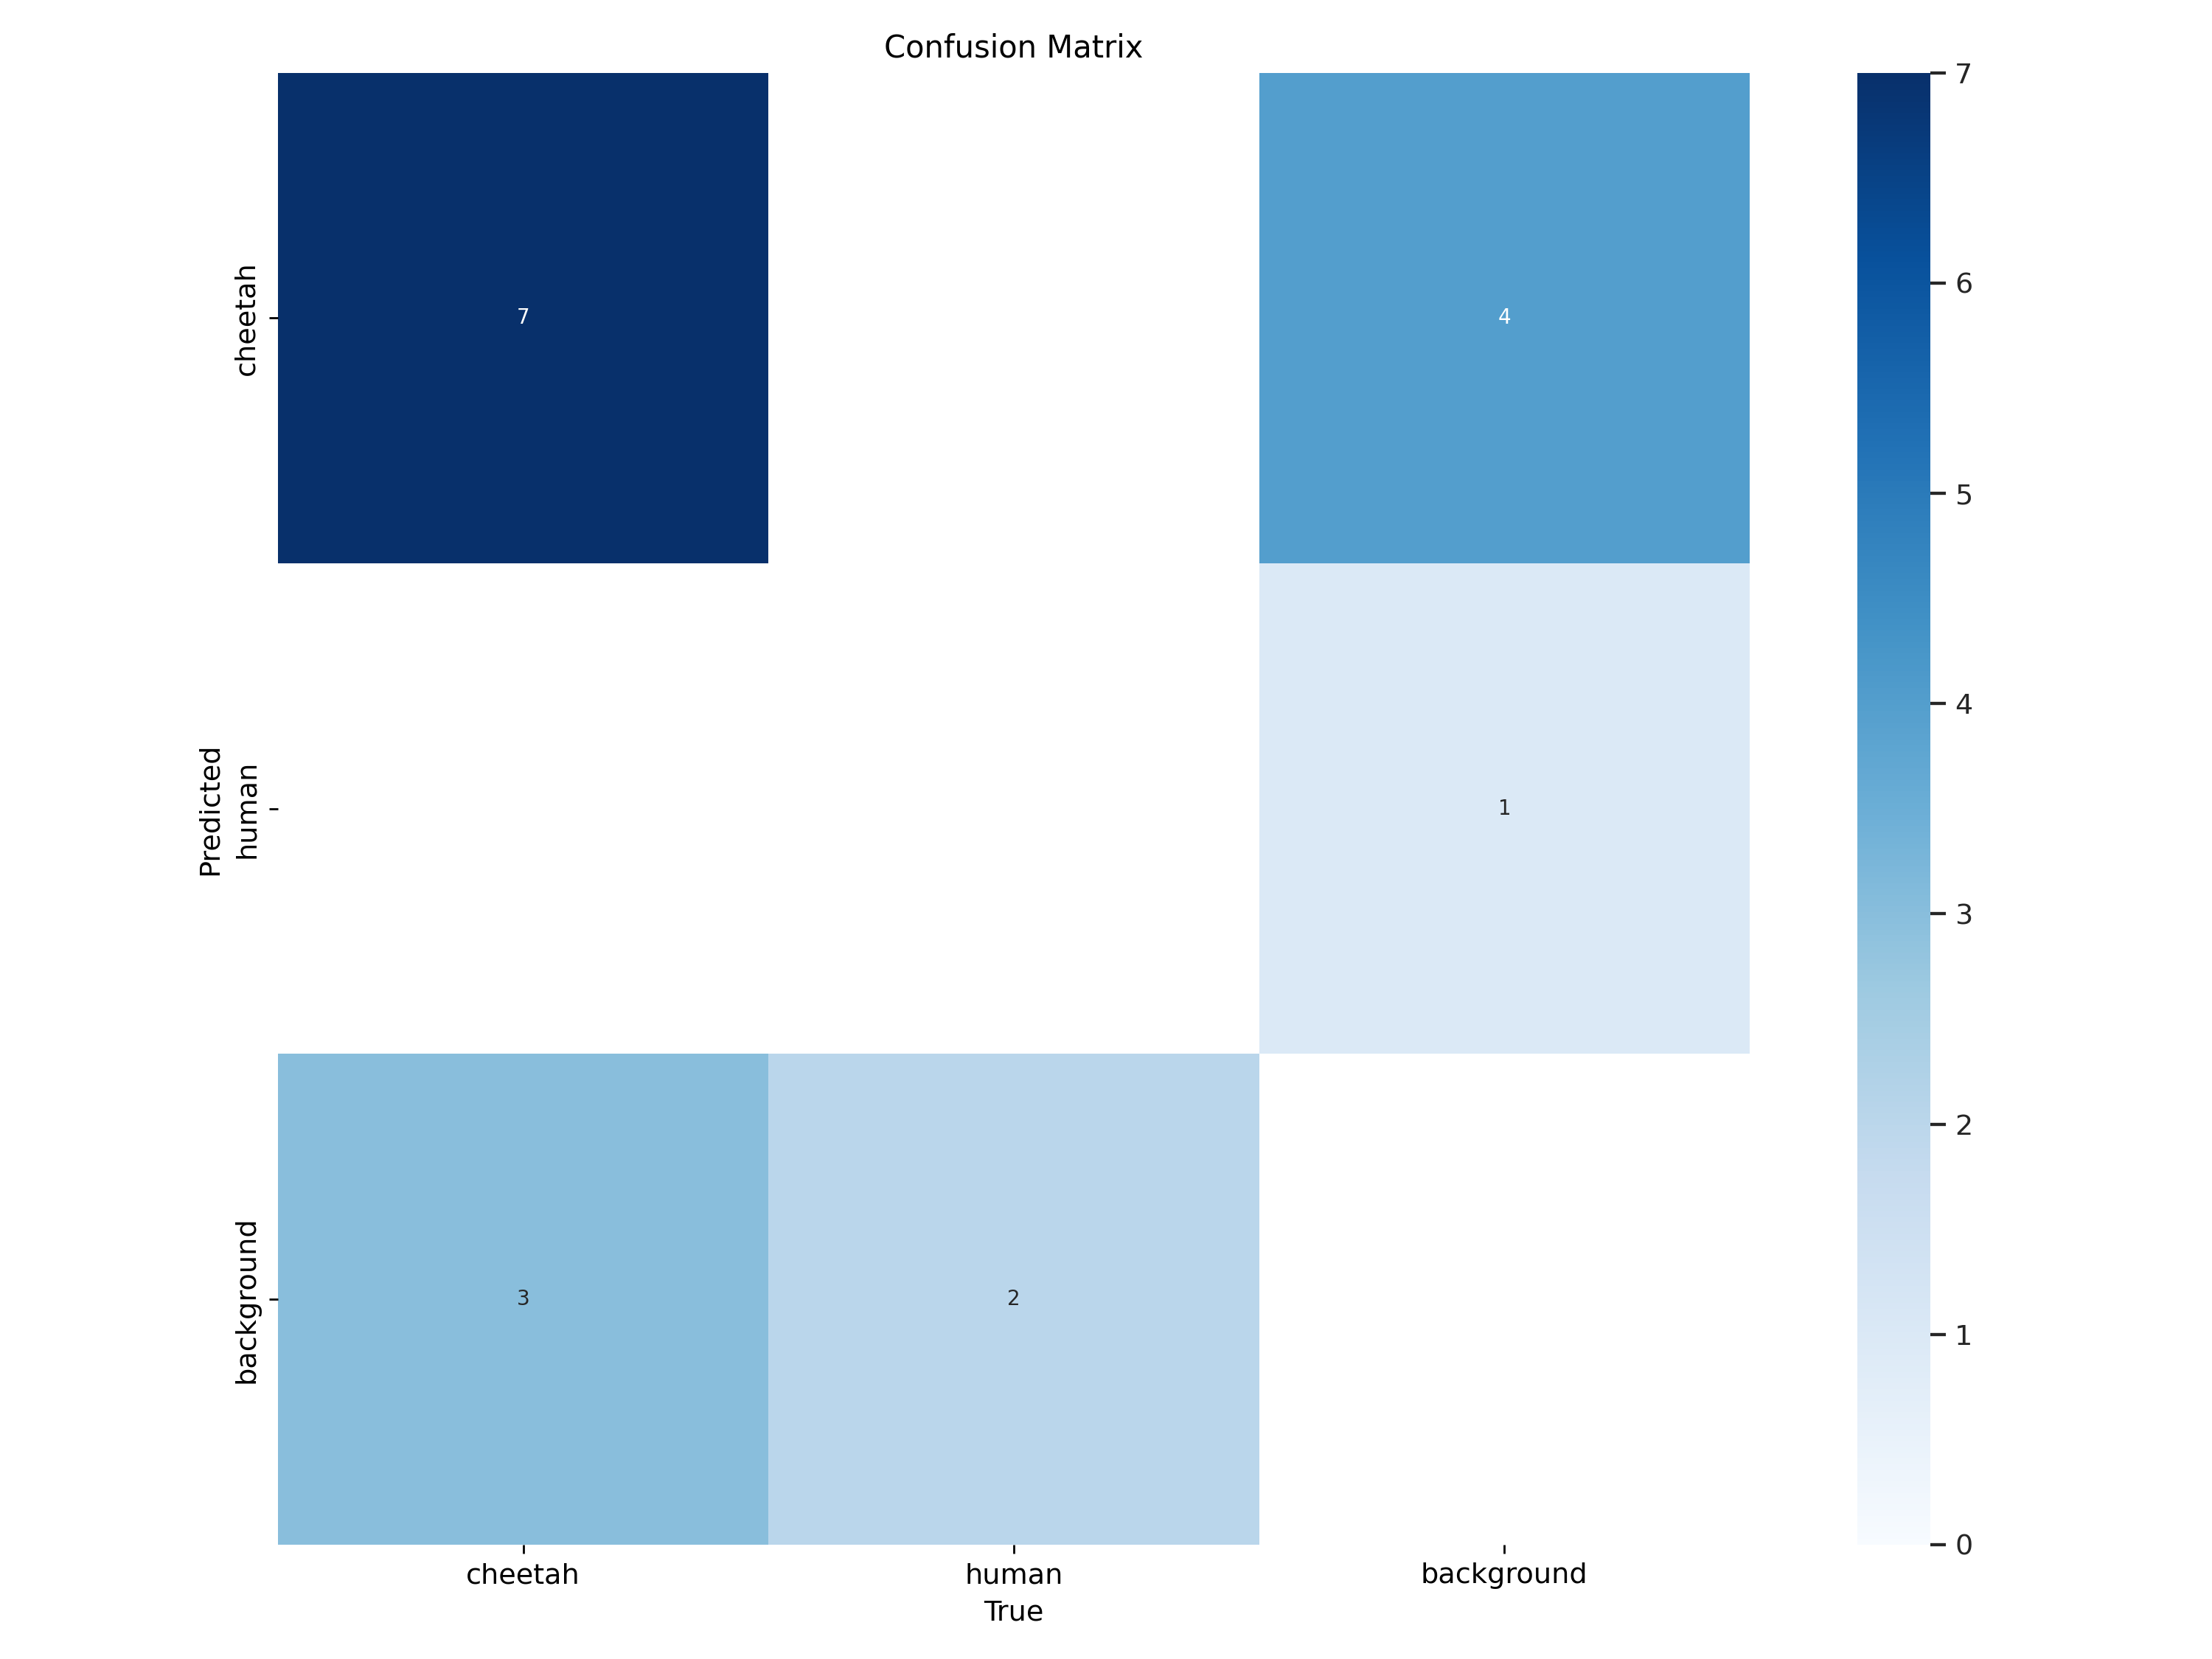 Confusion Matrix
cheetah
human
background
Predicted
7
4
1
3
2
cheetah
human
background
True
7
6
5
4
3
2
1
0